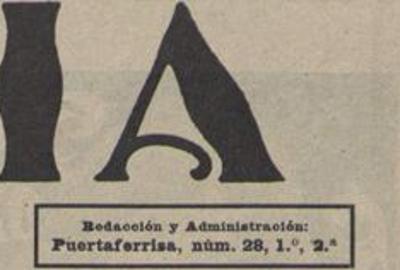 IA
Redacción y Administración:
Puertaferrisa, núm. 28, 1.º, 2.ª